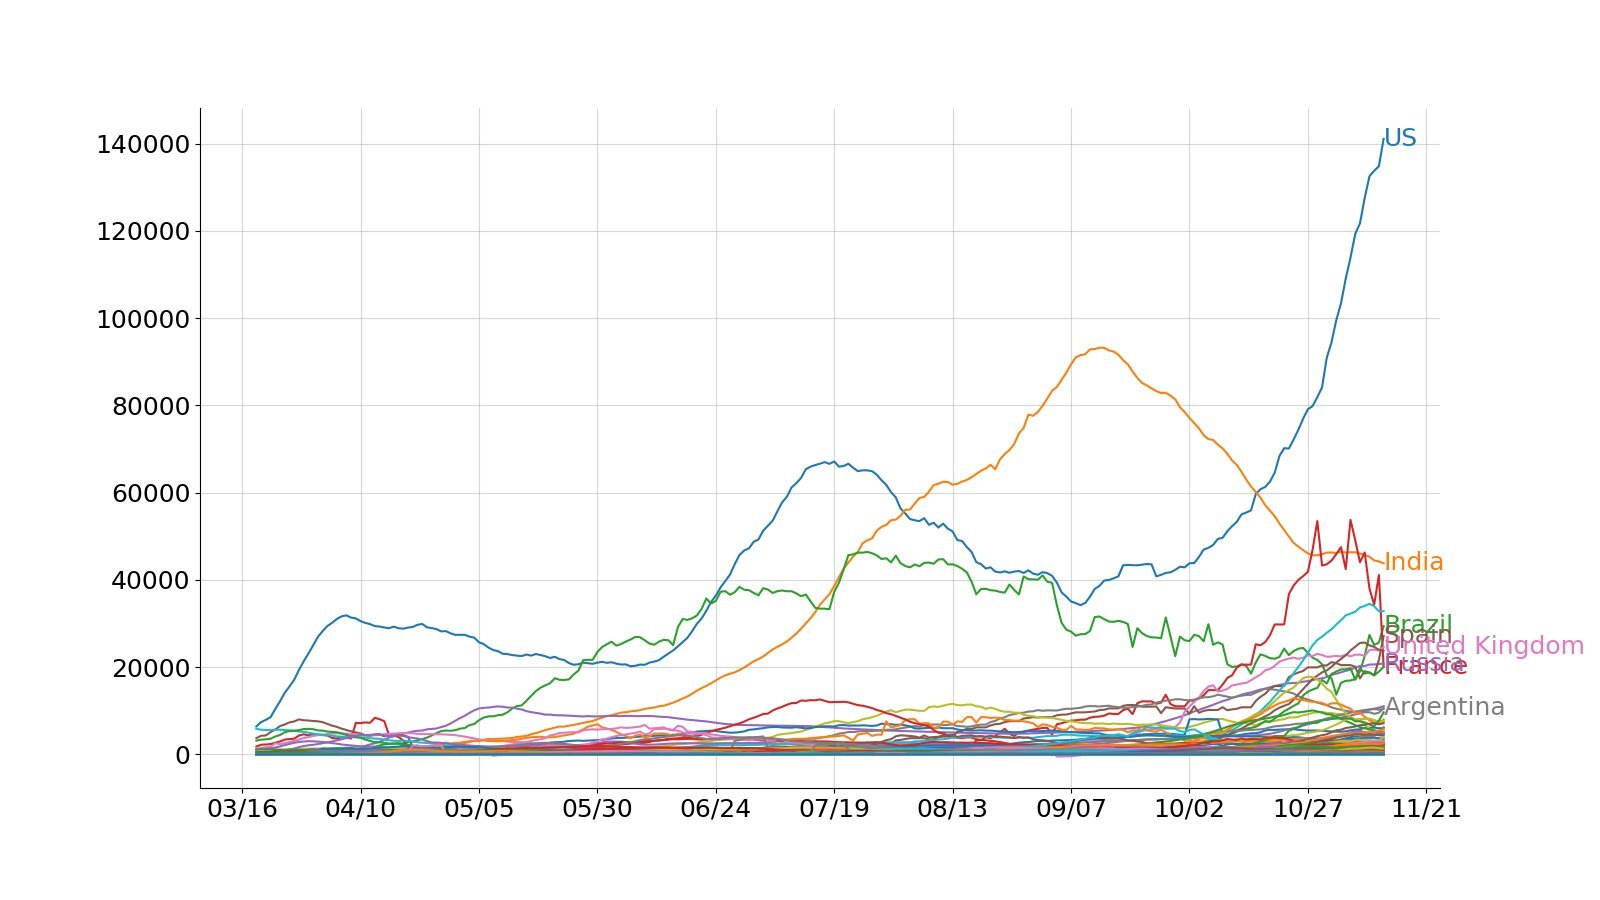 140000
120000
100000
80000
60000
40000
20000
0
US
India
Brazil
Spain
United Kingdom
Russia
France
Argentina
03/16 04/10 05/05 05/30 06/24 07/19 08/13 09/07 10/02 10/27 11/21